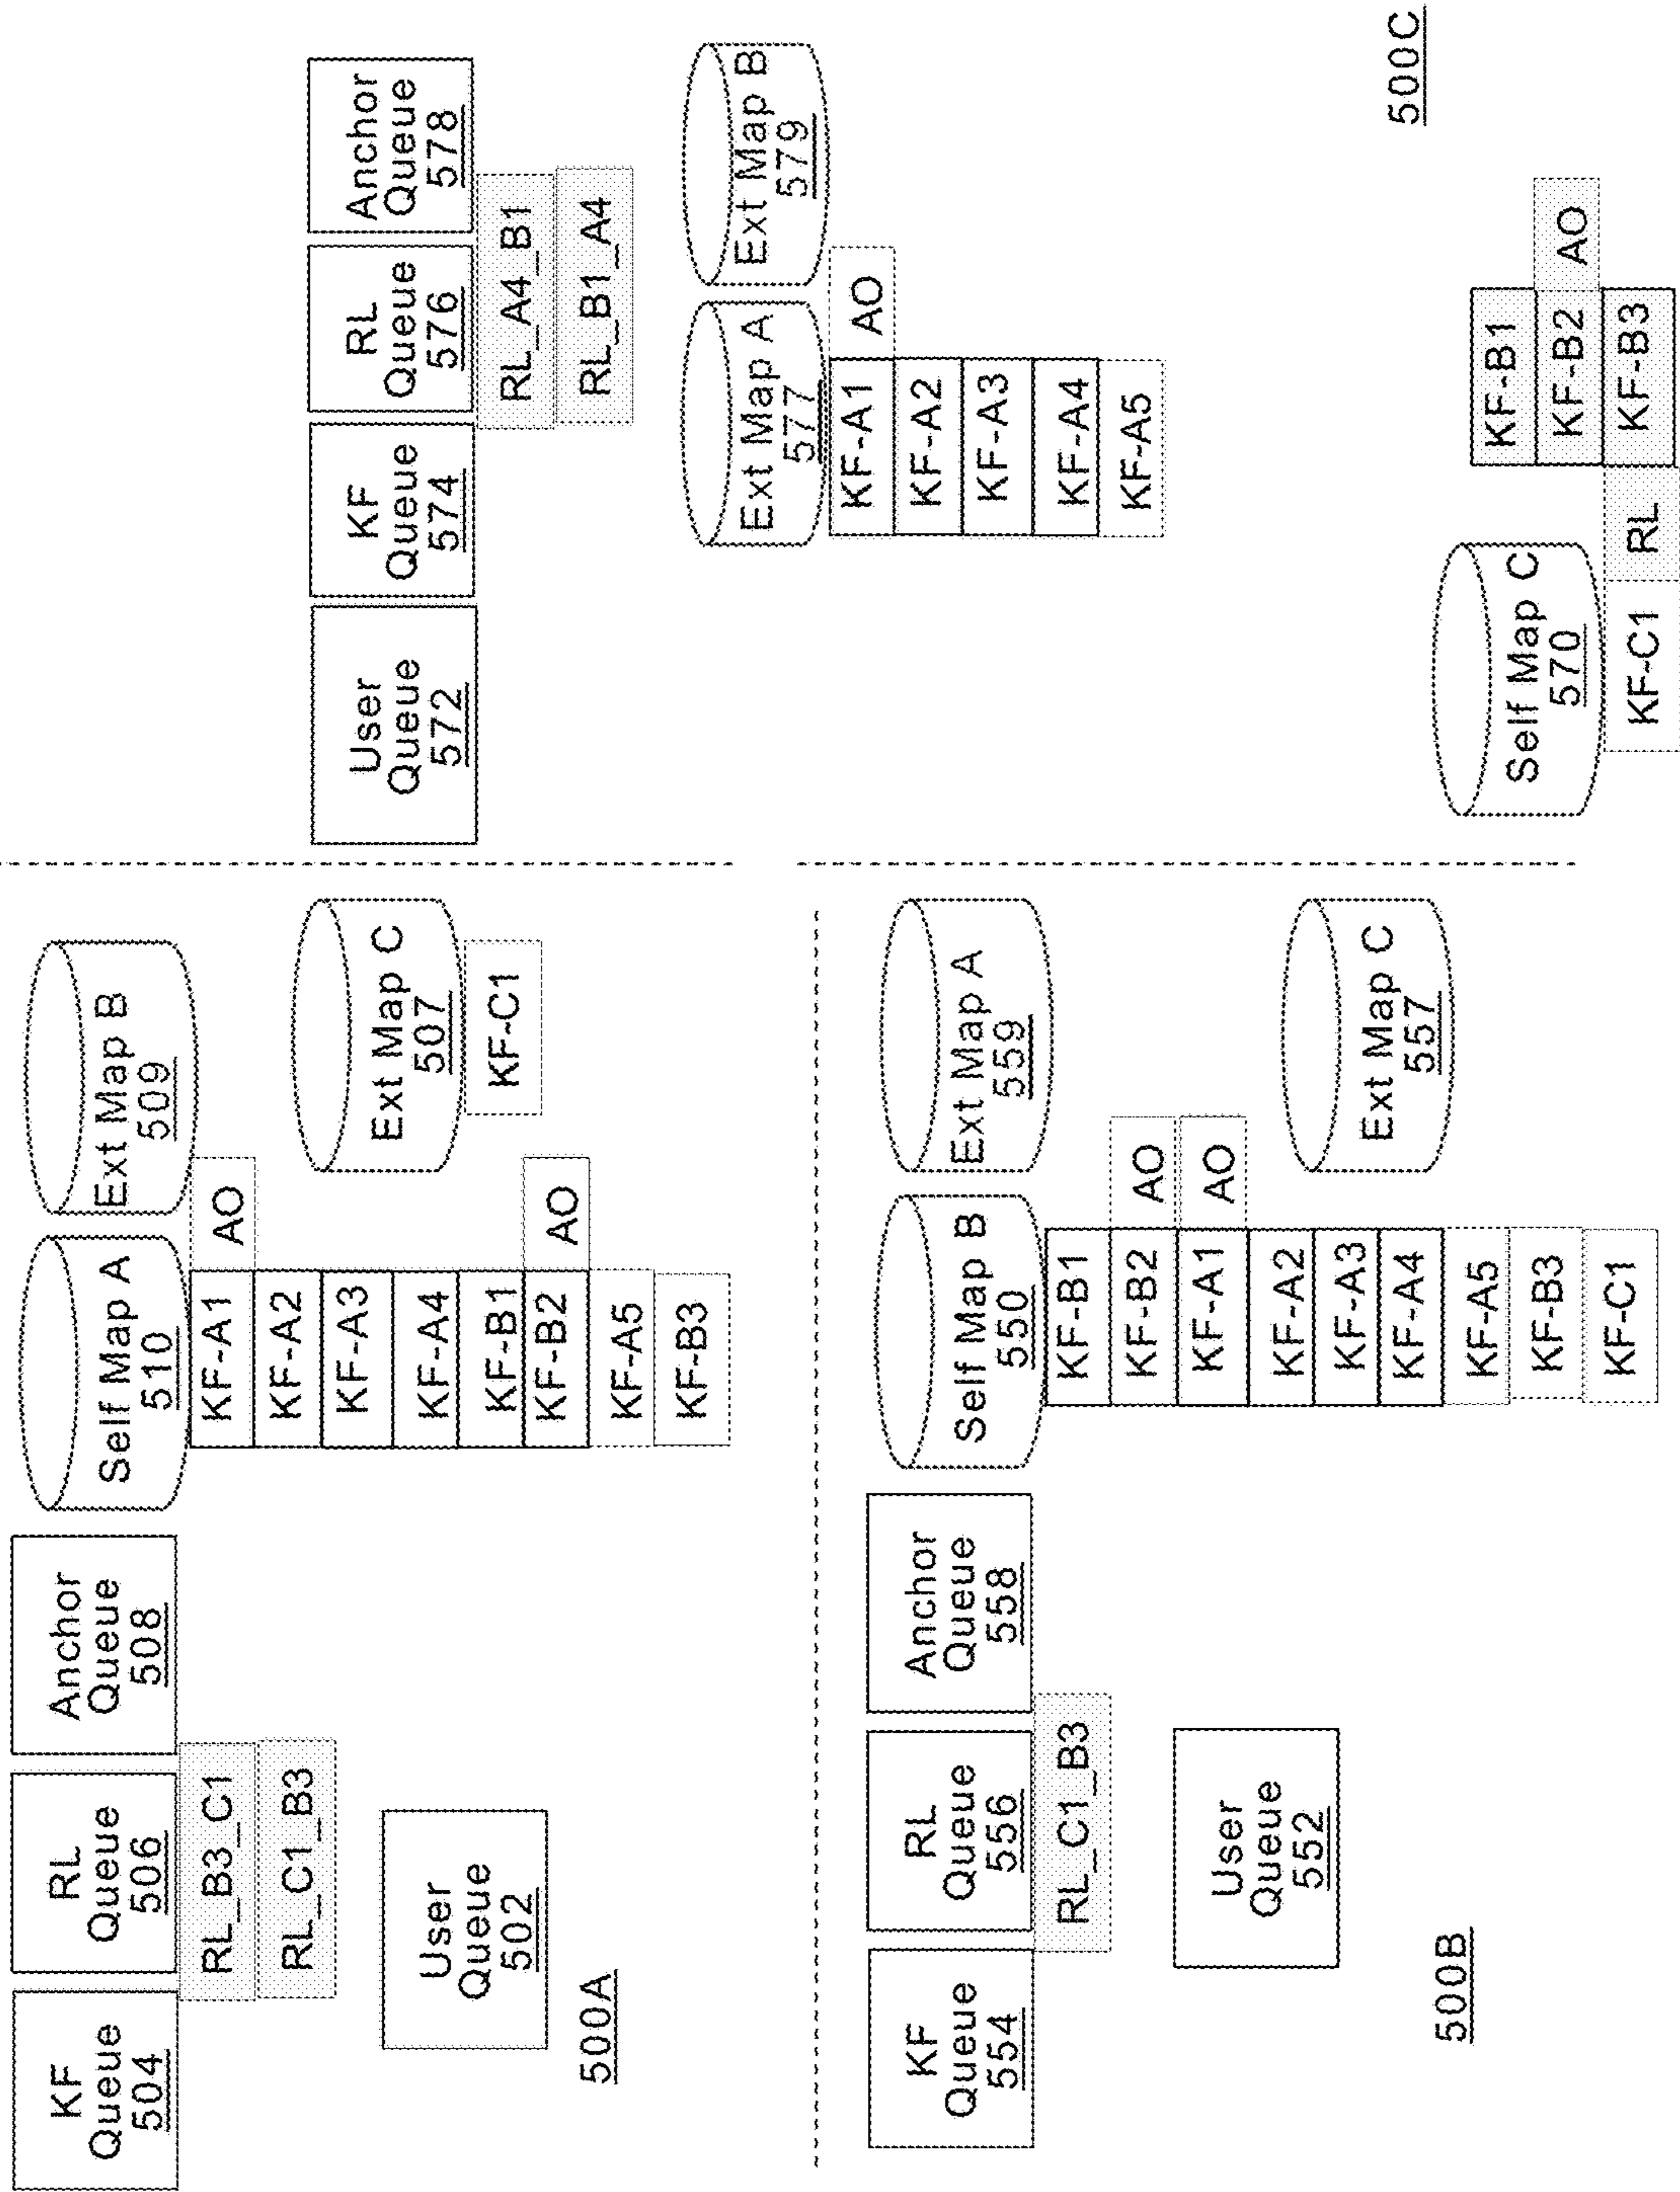 KF
Queue
504
RL
Queue
506
Anchor
Queue
508
RL_B3_C1
RL_C1_B3
User
Queue
502
500A
Self Map A
510
Ext Map B
509
KF-A1
AO
KF-A2
KF-A3
KF-A4
KF-B1
KF-B2
AO
KF-A5
KF-B3
Ext Map C
507
KF-C1
User
Queue
572
KF
Queue
574
RL
Queue
576
Anchor
Queue
578
RL_A4_B1
RL_B1_A4
Ext Map A
577
Ext Map B
579
KF-A1
AO
KF-A2
KF-A3
KF-A4
KF-A5
500C
Self Map C
570
KF-C1
RL
KF-B1
KF-B2
AO
KF-B3
KF
Queue
554
RL
Queue
556
Anchor
Queue
558
RL_C1_B3
User
Queue
552
500B
Self Map B
550
Ext Map A
559
KF-B1
KF-B2
AO
KF-A1
AO
KF-A2
KF-A3
KF-A4
KF-A5
KF-B3
KF-C1
Ext Map C
557